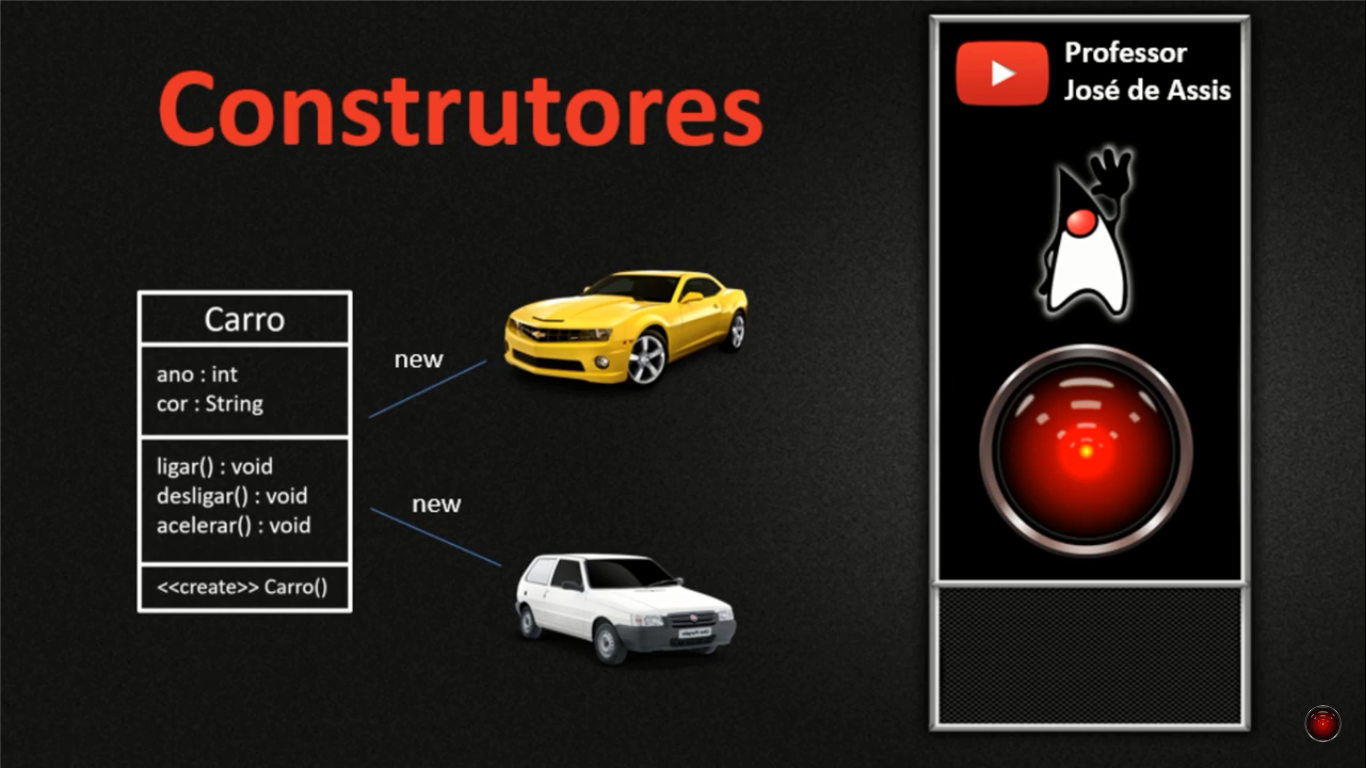 Construtores
Professor
José de Assis
Carro
ano : int
cor : String
ligar() : void
desligar() : void
acelerar() : void
<<create>> Carro()
new
new